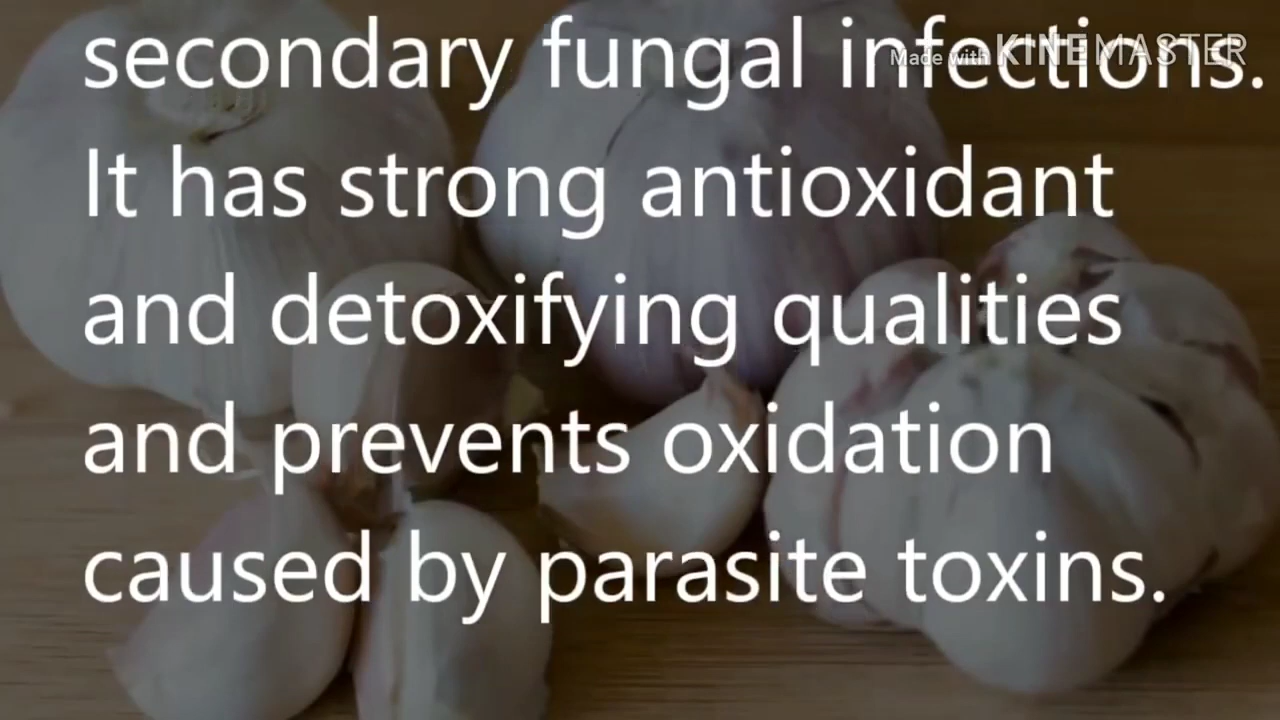 secondary fungal infections.
Made with KINEMASTER
It has strong antioxidant
and detoxifying qualities
and prevents oxidation
caused by parasite toxins.